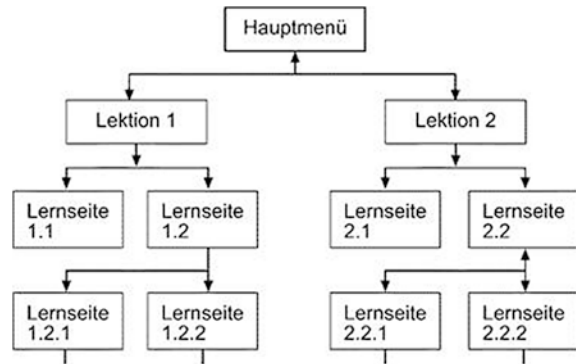 Hauptmenü
Lektion 1
Lektion 2
Lernseite
1.1
Lernseite
1.2
Lernseite
2.1
Lernseite
2.2
Lernseite
1.2.1
Lernseite
1.2.2
Lernseite
2.2.1
Lernseite
2.2.2